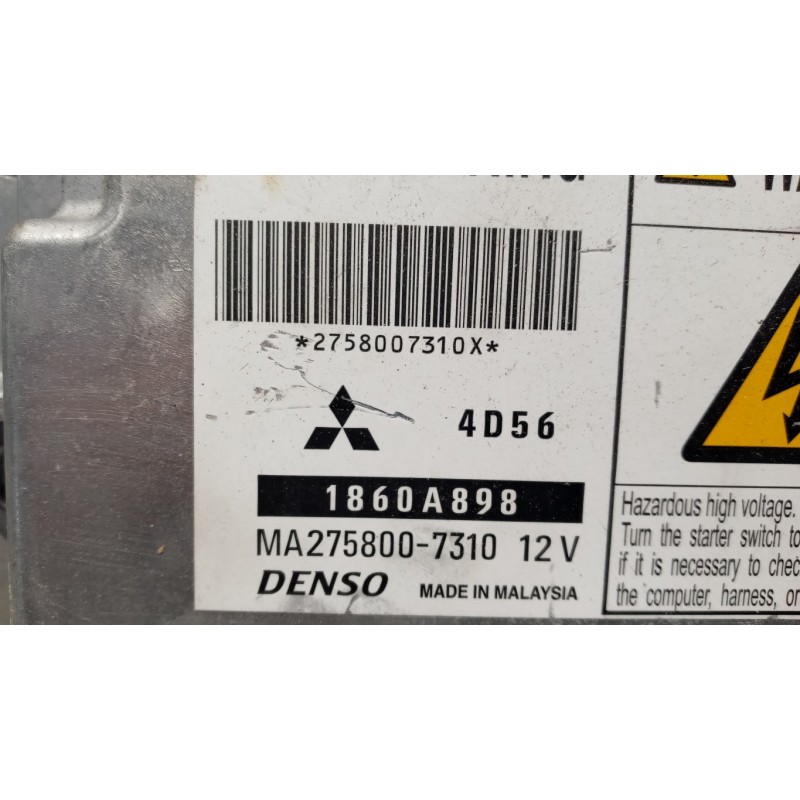 *2758007310X*
4D56
1860A898
MA275800-7310 12V
DENSO MADE IN MALAYSIA
Hazardous high voltage.
Turn the starter switch to
if it is necessary to chec
the computer, harness, or